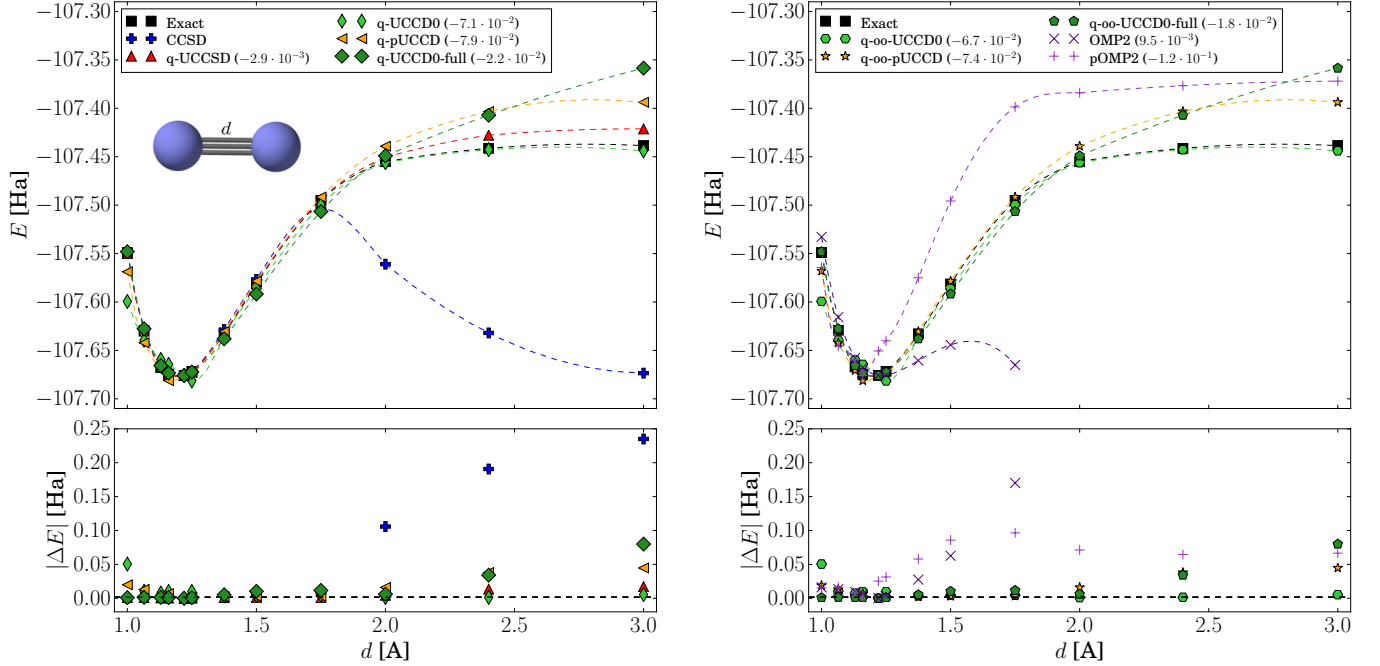 Exact
CCSD
q-UCCSD (−2.9 · 10⁻³)
q-UCCD0 (−7.1 · 10⁻²)
q-pUCCD (−7.9 · 10⁻²)
q-UCCD0-full (−2.2 · 10⁻²)
d
E [Ha]
−107.30
−107.35
−107.40
−107.45
−107.50
−107.55
−107.60
−107.65
−107.70
|ΔE| [Ha]
0.25
0.20
0.15
0.10
0.05
0.00
1.0 1.5 2.0 2.5 3.0
d [A]
Exact
q-oo-UCCD0 (−6.7 · 10⁻²)
q-oo-pUCCD (−7.4 · 10⁻²)
q-oo-UCCD0-full (−1.8 · 10⁻²)
OMP2 (9.5 · 10⁻³)
pOMP2 (−1.2 · 10⁻¹)
E [Ha]
−107.30
−107.35
−107.40
−107.45
−107.50
−107.55
−107.60
−107.65
−107.70
|ΔE| [Ha]
0.25
0.20
0.15
0.10
0.05
0.00
1.0 1.5 2.0 2.5 3.0
d [A]